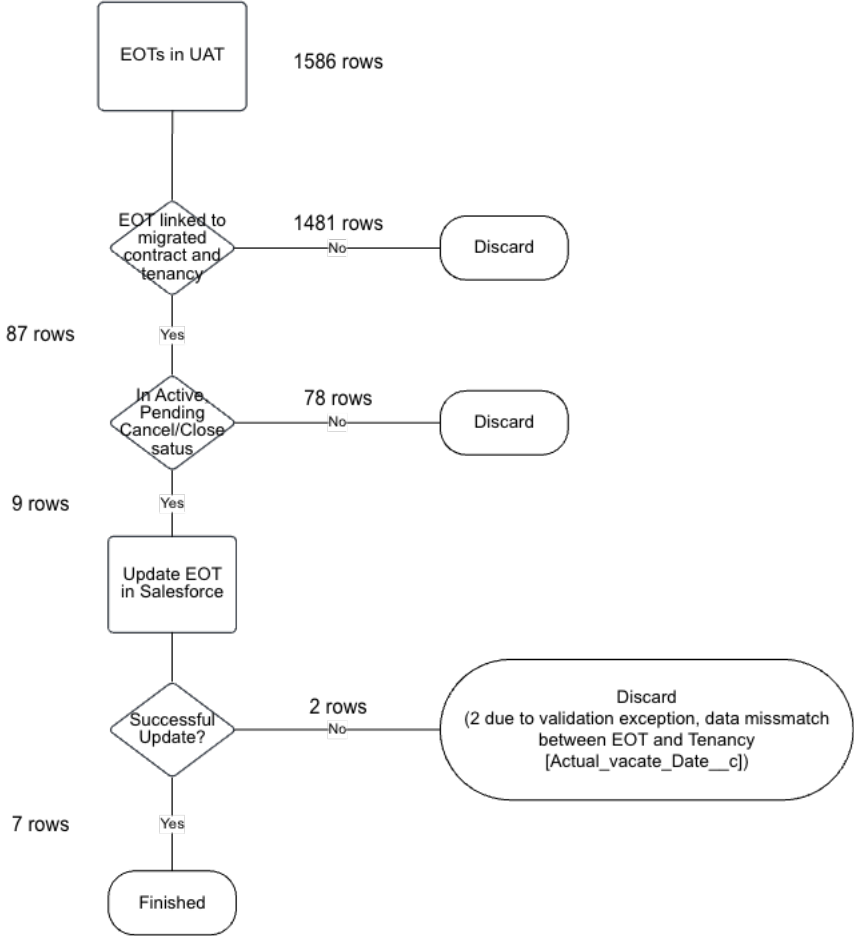 EOTs in UAT
1586 rows
EOT linked to
migrated
contract and
tenancy
1481 rows
No
Discard
87 rows
Yes
In Active,
Pending
Cancel/Close
satus
78 rows
No
Discard
9 rows
Yes
Update EOT
in Salesforce
Successful
Update?
2 rows
No
Discard
(2 due to validation exception, data missmatch
between EOT and Tenancy
[Actual_vacate_Date__c])
7 rows
Yes
Finished